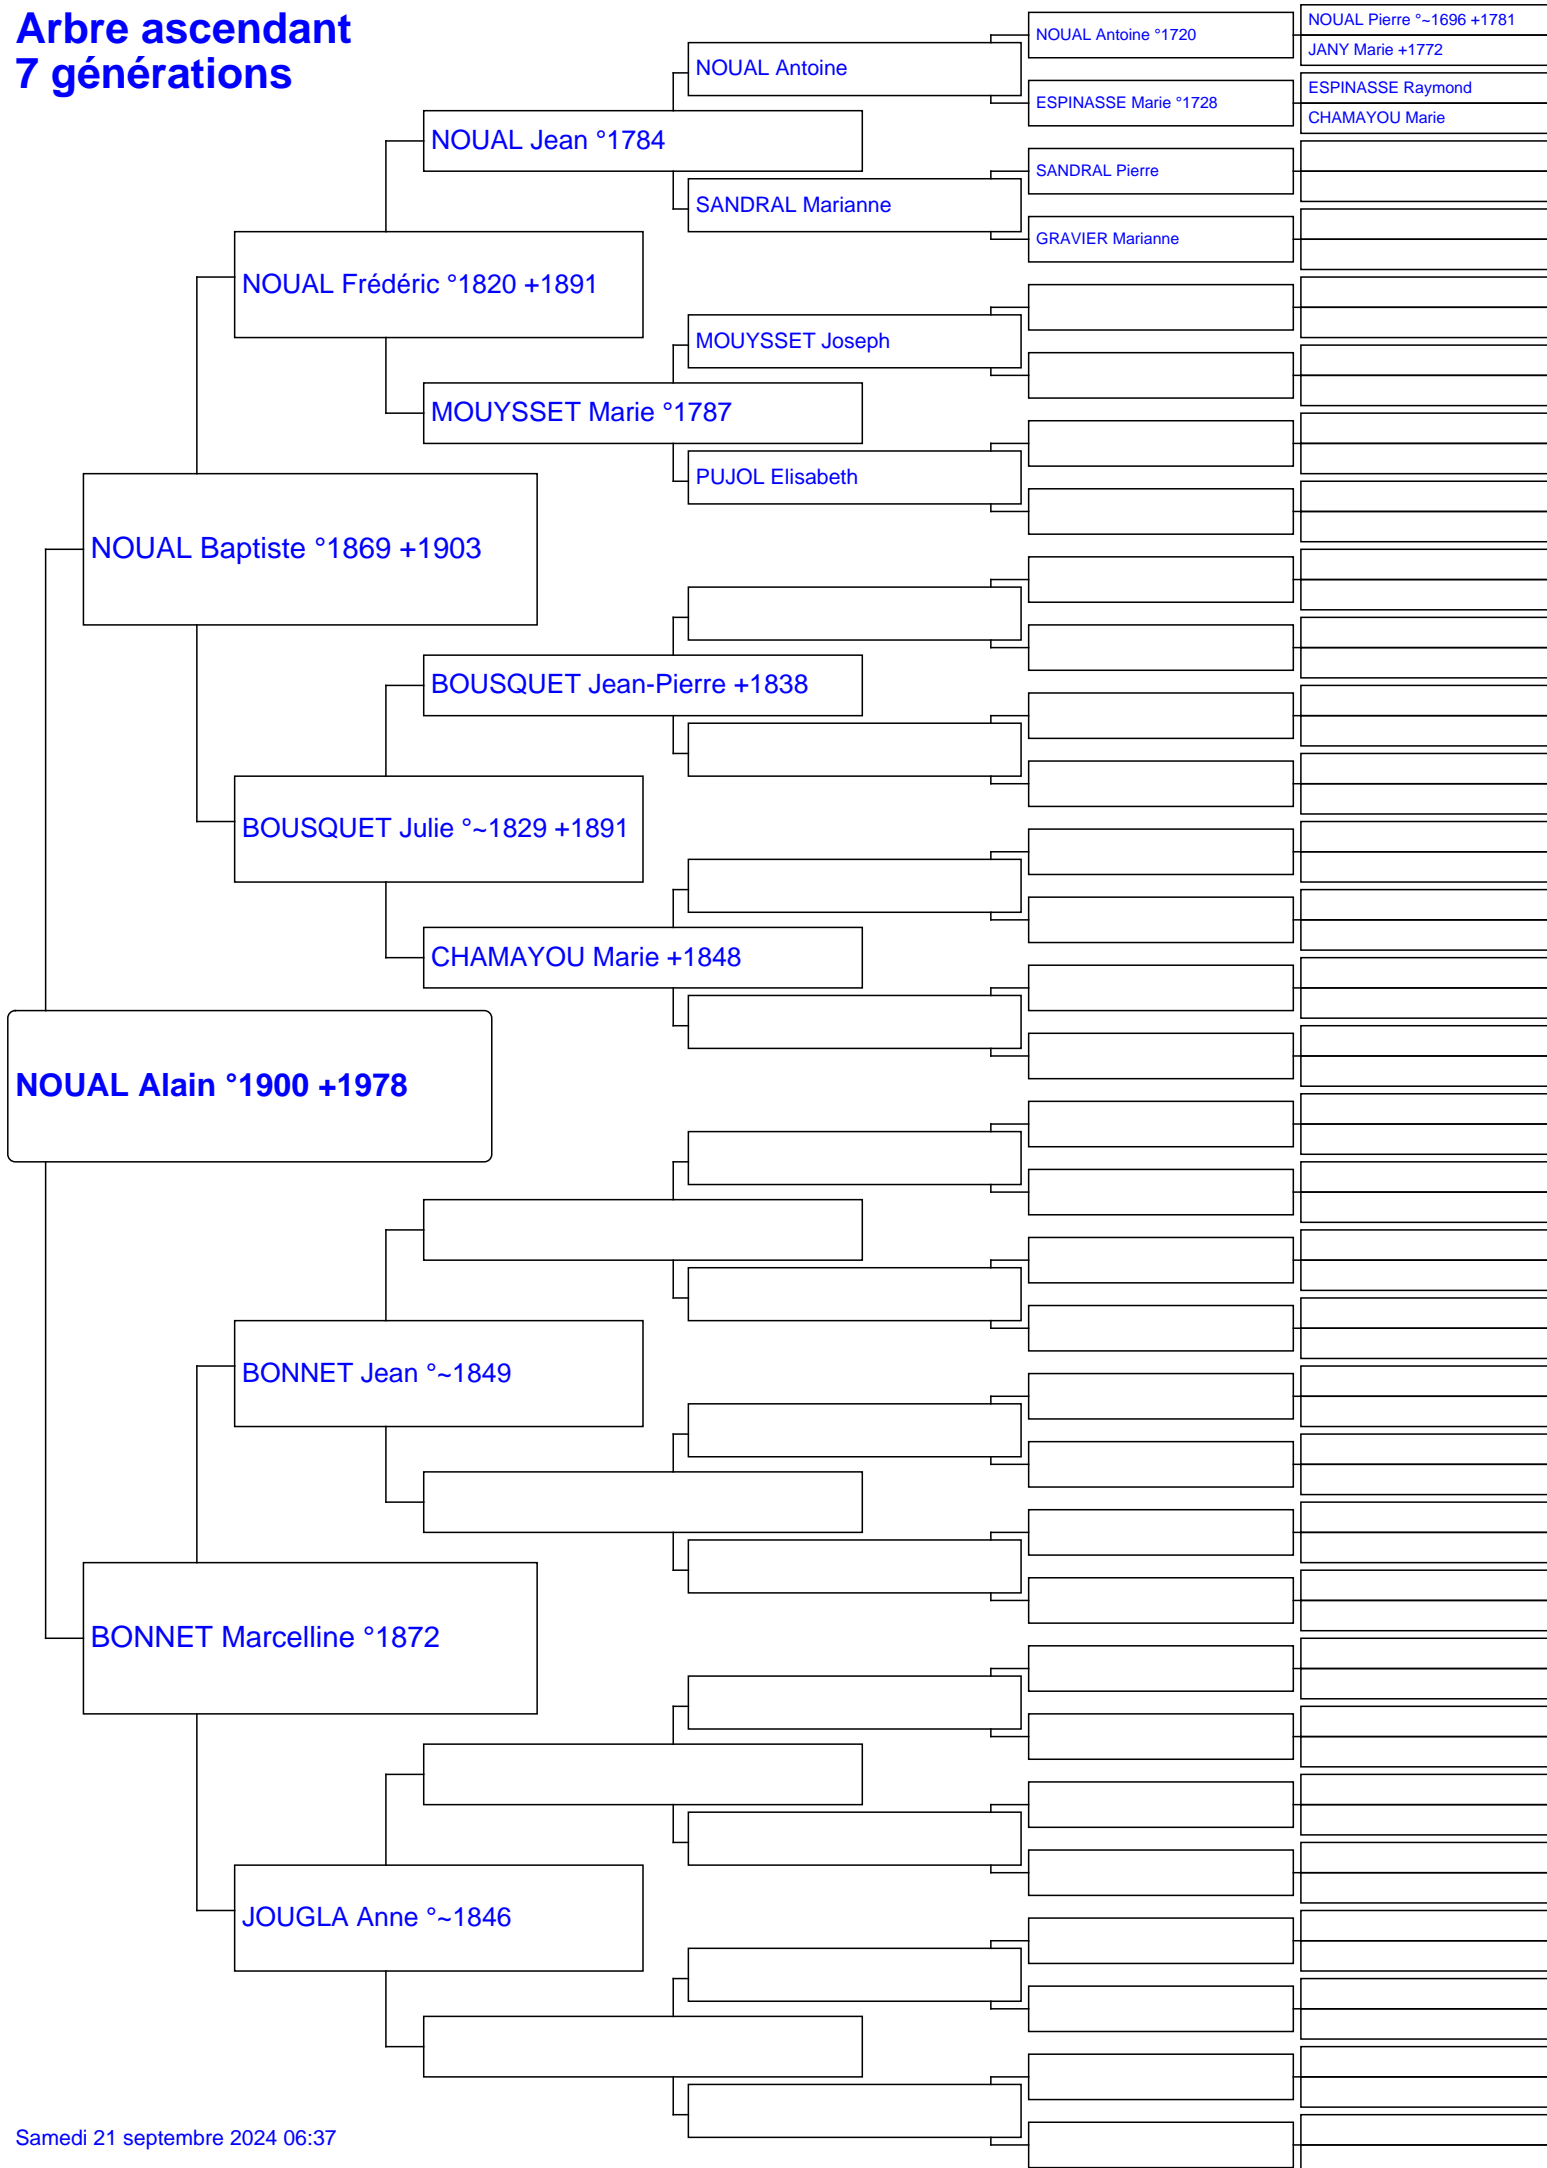 Arbre ascendant
7 générations
NOUAL Pierre °~1696 +1781
NOUAL Antoine °1720
JANY Marie +1772
NOUAL Antoine
ESPINASSE Raymond
ESPINASSE Marie °1728
CHAMAYOU Marie
NOUAL Jean °1784
SANDRAL Pierre
SANDRAL Marianne
GRAVIER Marianne
NOUAL Frédéric °1820 +1891
MOUYSSET Joseph
MOUYSSET Marie °1787
PUJOL Elisabeth
NOUAL Baptiste °1869 +1903
BOUSQUET Jean-Pierre +1838
BOUSQUET Julie °~1829 +1891
CHAMAYOU Marie +1848
NOUAL Alain °1900 +1978
BONNET Jean °~1849
BONNET Marcelline °1872
JOUGLA Anne °~1846
Samedi 21 septembre 2024 06:37